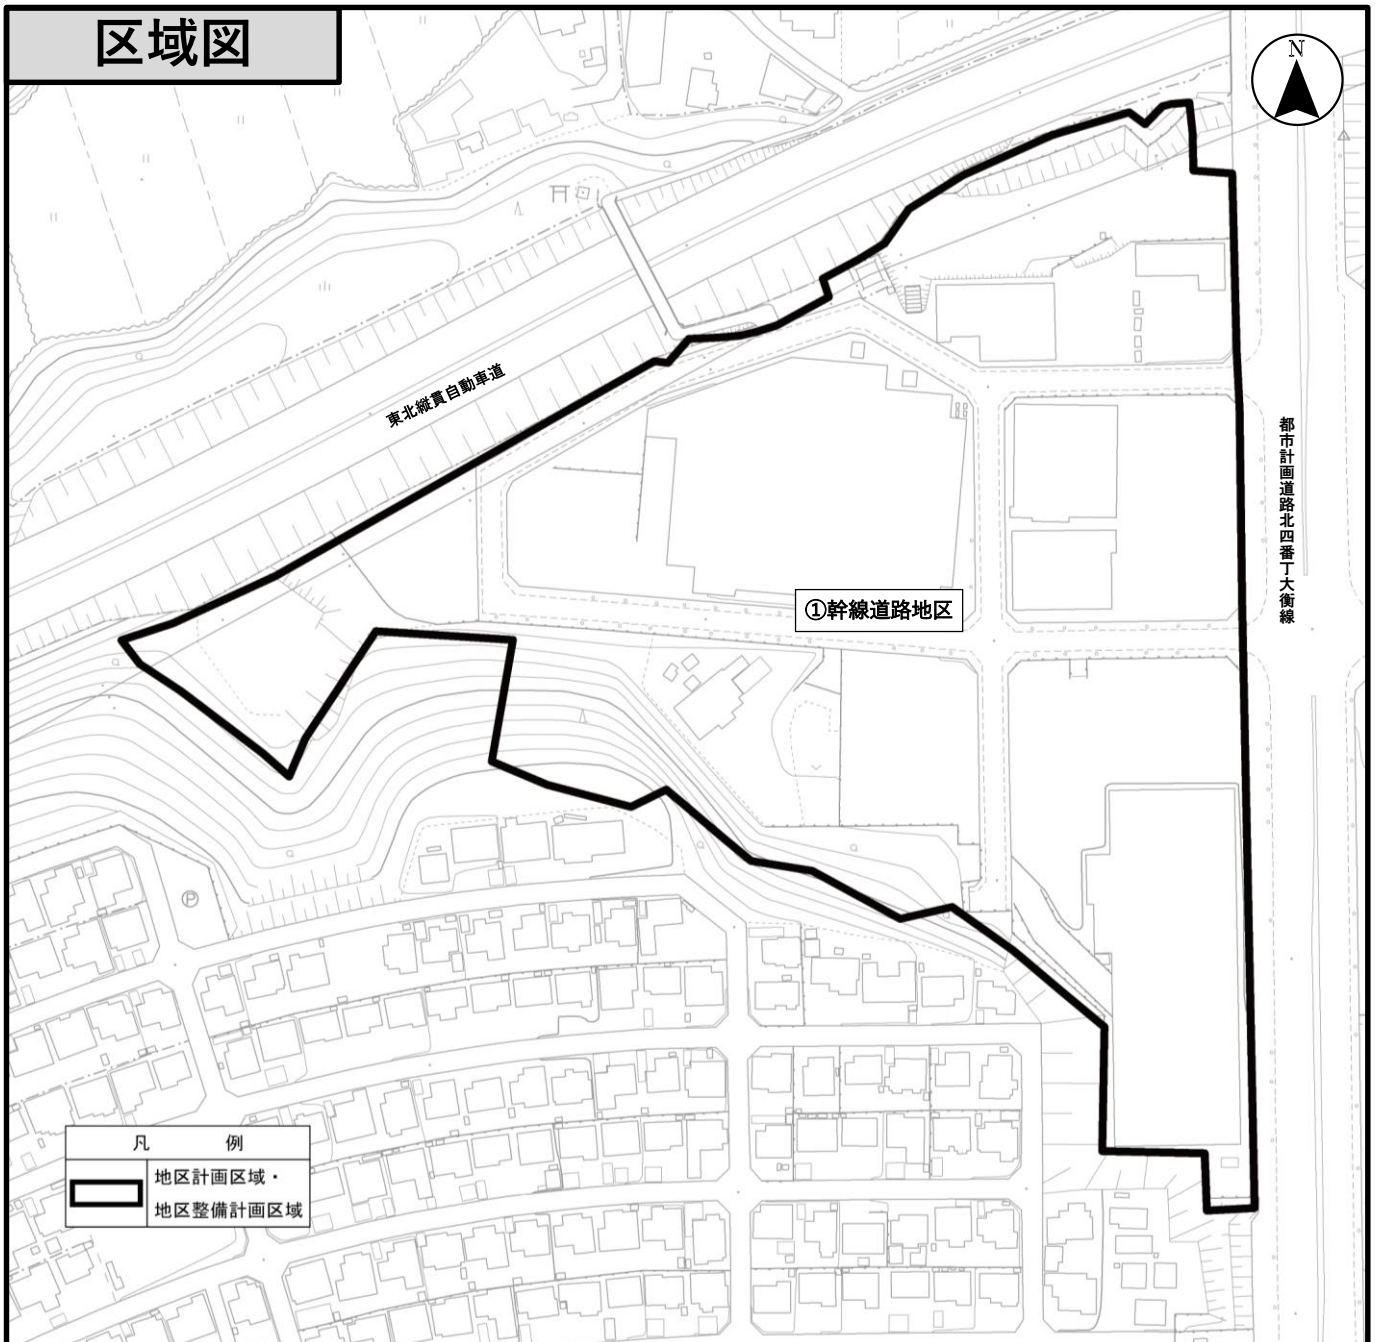 区域図
N
東北縦貫自動車道
都市計画道路北四番丁大衡線
①幹線道路地区
P
凡 例
地区計画区域・
地区整備計画区域